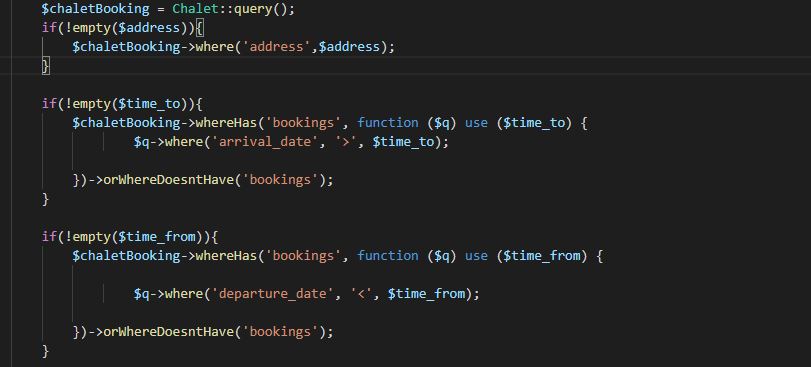 $chaletBooking = Chalet::query();
if(!empty($address)){
$chaletBooking->where('address',$address);
}
if(!empty($time_to)){
$chaletBooking->whereHas('bookings', function ($q) use ($time_to) {
$q->where('arrival_date', '>', $time_to);
})->orWhereDoesntHave('bookings');
}
if(!empty($time_from)){
$chaletBooking->whereHas('bookings', function ($q) use ($time_from) {
$q->where('departure_date', '<', $time_from);
})->orWhereDoesntHave('bookings');
}